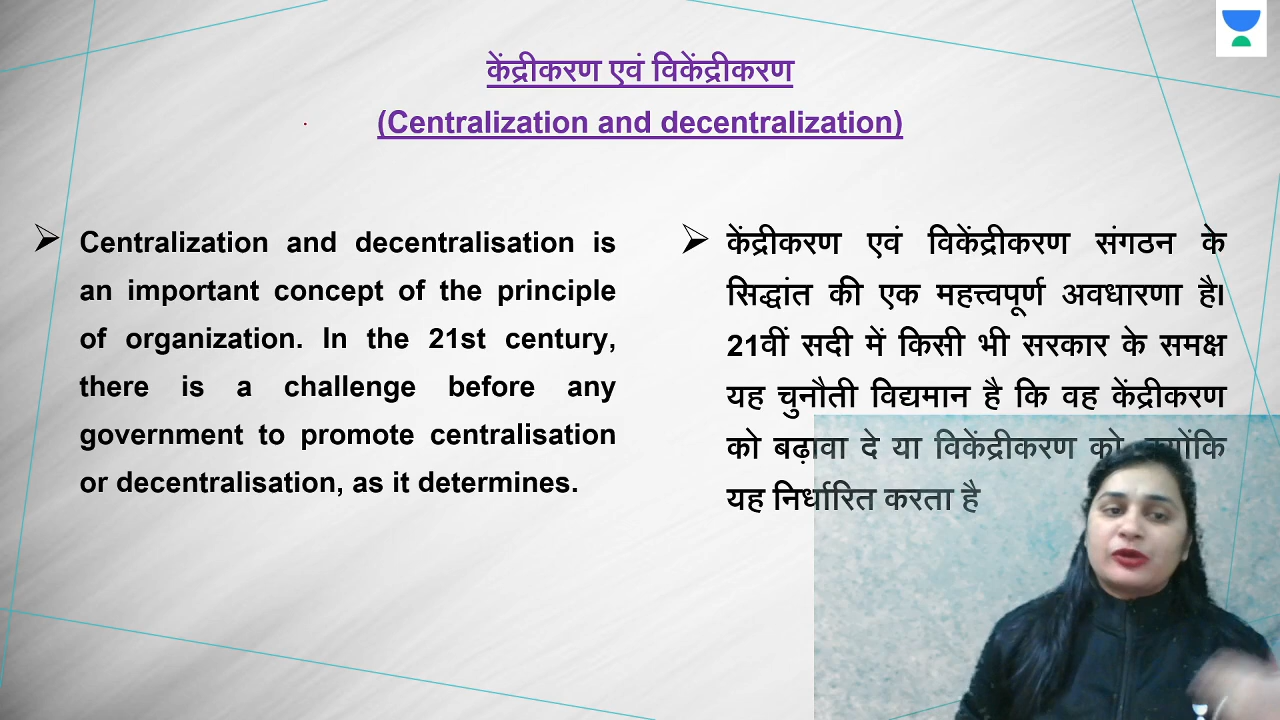 केंद्रीकरण एवं विकेंद्रीकरण
(Centralization and decentralization)
Centralization and decentralisation is
an important concept of the principle
of organization. In the 21st century,
there is a challenge before any
government to promote centralisation
or decentralisation, as it determines.
केंद्रीकरण एवं विकेंद्रीकरण संगठन के
सिद्धांत की एक महत्त्वपूर्ण अवधारणा है।
21वीं सदी में किसी भी सरकार के समक्ष
यह चुनौती विद्यमान है कि वह केंद्रीकरण
को बढ़ावा दे या विकेंद्रीकरण को
यह निर्धारित करता है